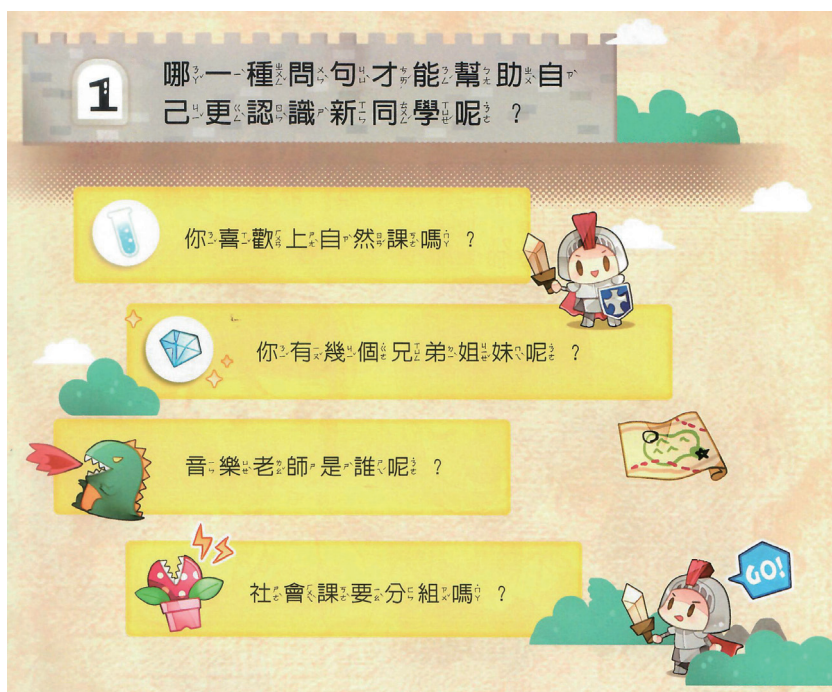 1
哪一種問句才能幫助自
己更認識新同學呢？
你喜歡上自然課嗎？
你有幾個兄弟姐妹呢？
音樂老師是誰呢？
社會課要分組嗎？
GO!